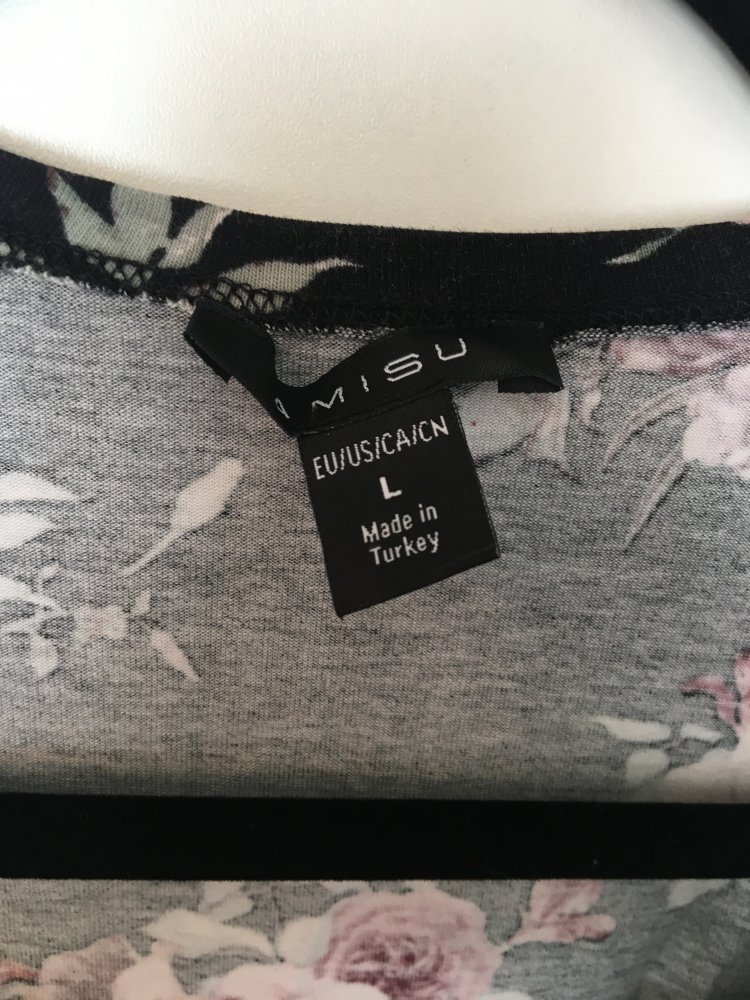 AMISU
EU/US/CA/CN
L
Made in
Turkey